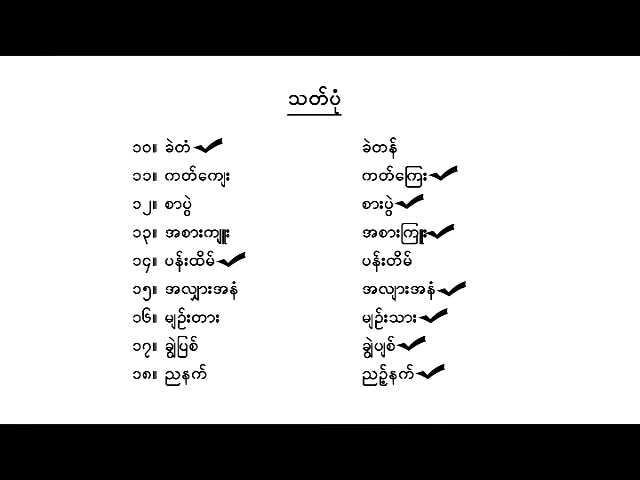 သတ်ပုံ
၁၀။ ခဲတံ ✔ ခဲတန်
၁၁။ ကတ်ကျေး ကတ်ကြေး ✔
၁၂။ စာပွဲ စားပွဲ ✔
၁၃။ အစားကျူး အစားကြူး ✔
၁၄။ ပန်းထိမ် ✔ ပန်းတိမ်
၁၅။ အလျှားအနံ အလျားအနံ ✔
၁၆။ မျဉ်းတား မျဉ်းသား ✔
၁၇။ ချွဲပြစ် ချွဲပျစ် ✔
၁၈။ ညနက် ညဉ့်နက် ✔